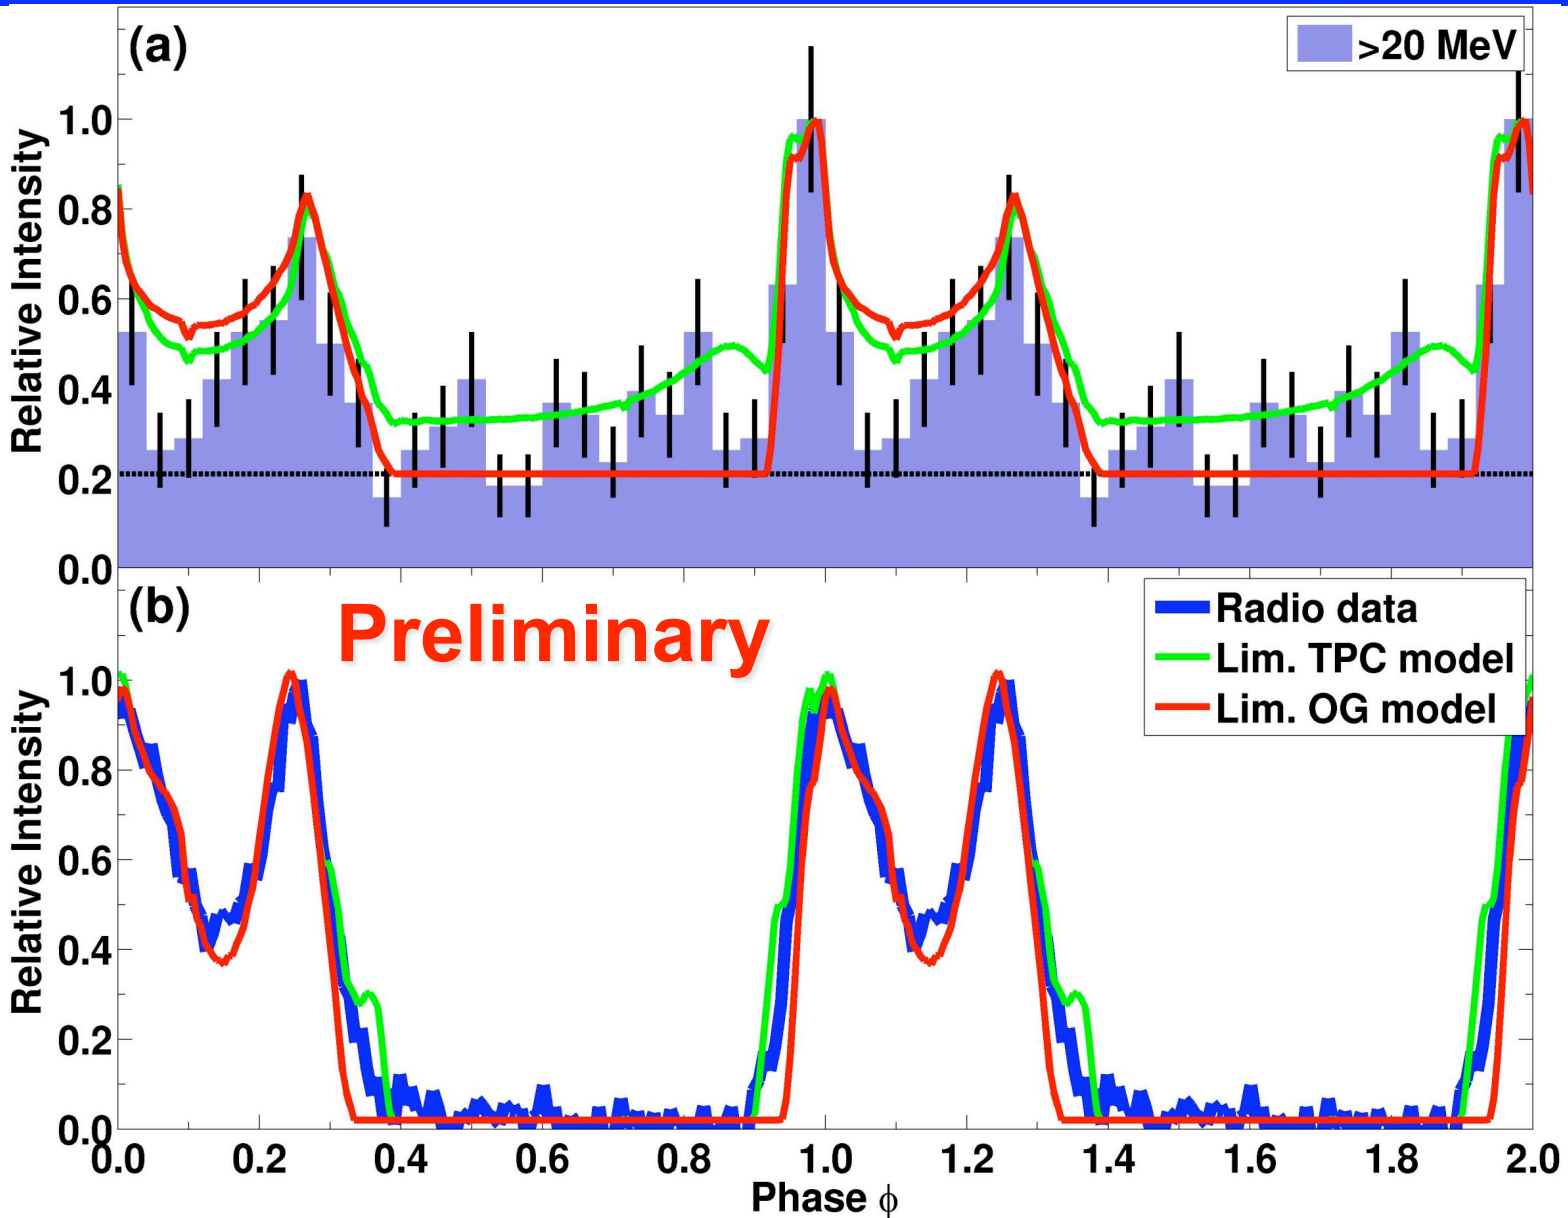 (a)
>20 MeV
Relative Intensity
1.0
0.8
0.6
0.4
0.2
0.0
(b)
Preliminary
Radio data
Lim. TPC model
Lim. OG model
Relative Intensity
1.0
0.8
0.6
0.4
0.2
0.0
0.0 0.2 0.4 0.6 0.8 1.0 1.2 1.4 1.6 1.8 2.0
Phase ϕ